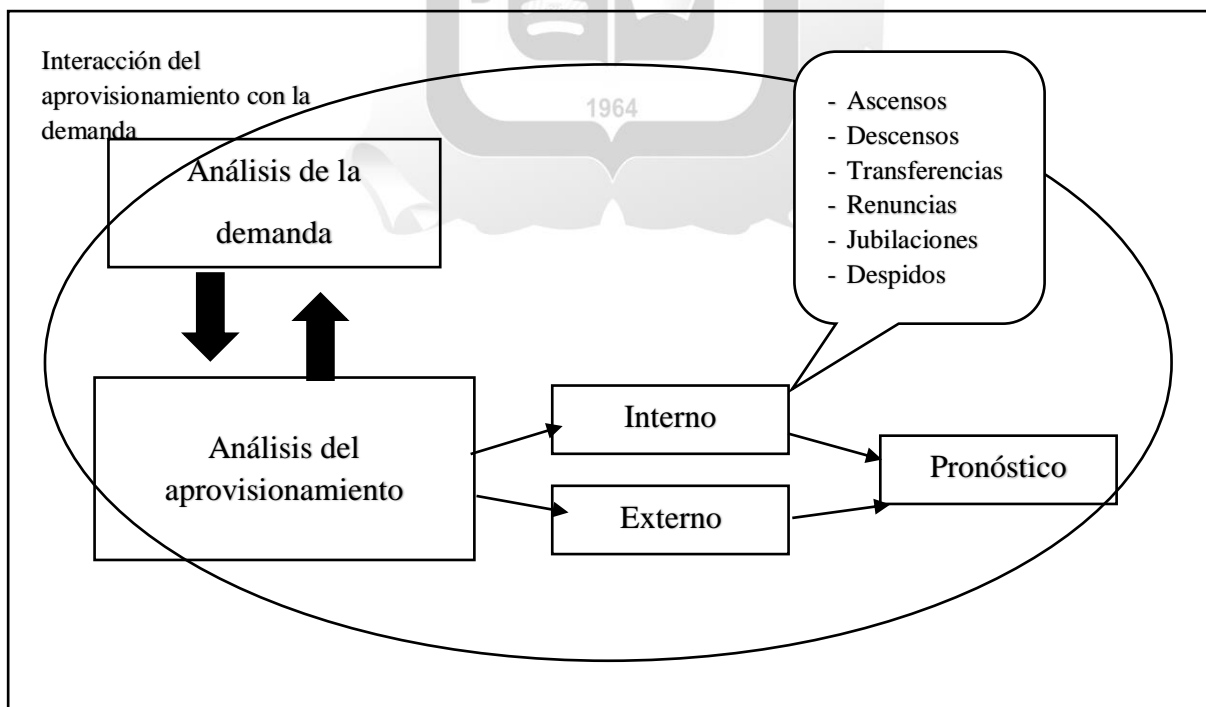 Interacción del
aprovisionamiento con la
demanda
Análisis de la
demanda
1964
- Ascensos
- Descensos
- Transferencias
- Renuncias
- Jubilaciones
- Despidos
Análisis del
aprovisionamiento
Interno
Externo
Pronóstico